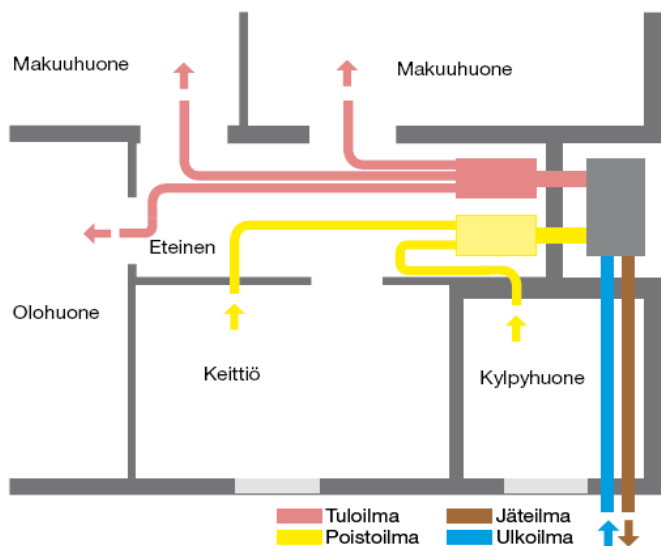 Makuuhuone
Makuuhuone
Eteinen
Olohuone
Keittiö
Kylpyhuone
Tuloilma
Jäteilma
Poistoilma
Ulkoilma